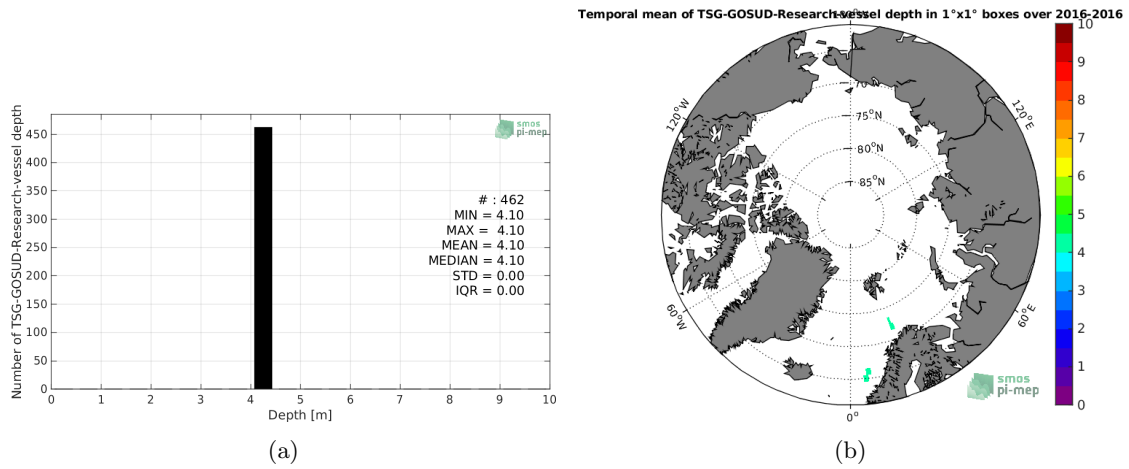 Number of TSG-GOSUD-Research-vessel depth
450
400
350
300
250
200
150
100
50
0
0 1 2 3 4 5 6 7 8 9 10
Depth [m]
smos
pi-mep
# : 462
MIN = 4.10
MAX = 4.10
MEAN = 4.10
MEDIAN = 4.10
STD = 0.00
IQR = 0.00
(a)
Temporal mean of TSG-GOSUD-Research-vessel depth in 1°x1° boxes over 2016-2016
120°W
120°E
60°W
60°E
0°
70°N
75°N
80°N
85°N
10
9
8
7
6
5
4
3
2
1
0
smos
pi-mep
(b)